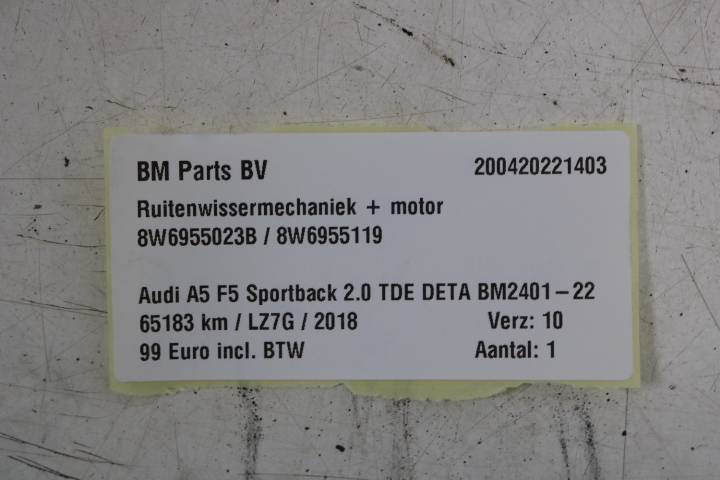 BM Parts BV 200420221403
Ruitenwissermechaniek + motor
8W6955023B / 8W6955119
Audi A5 F5 Sportback 2.0 TDE DETA BM2401-22
65183 km / LZ7G / 2018 Verz: 10
99 Euro incl. BTW Aantal: 1